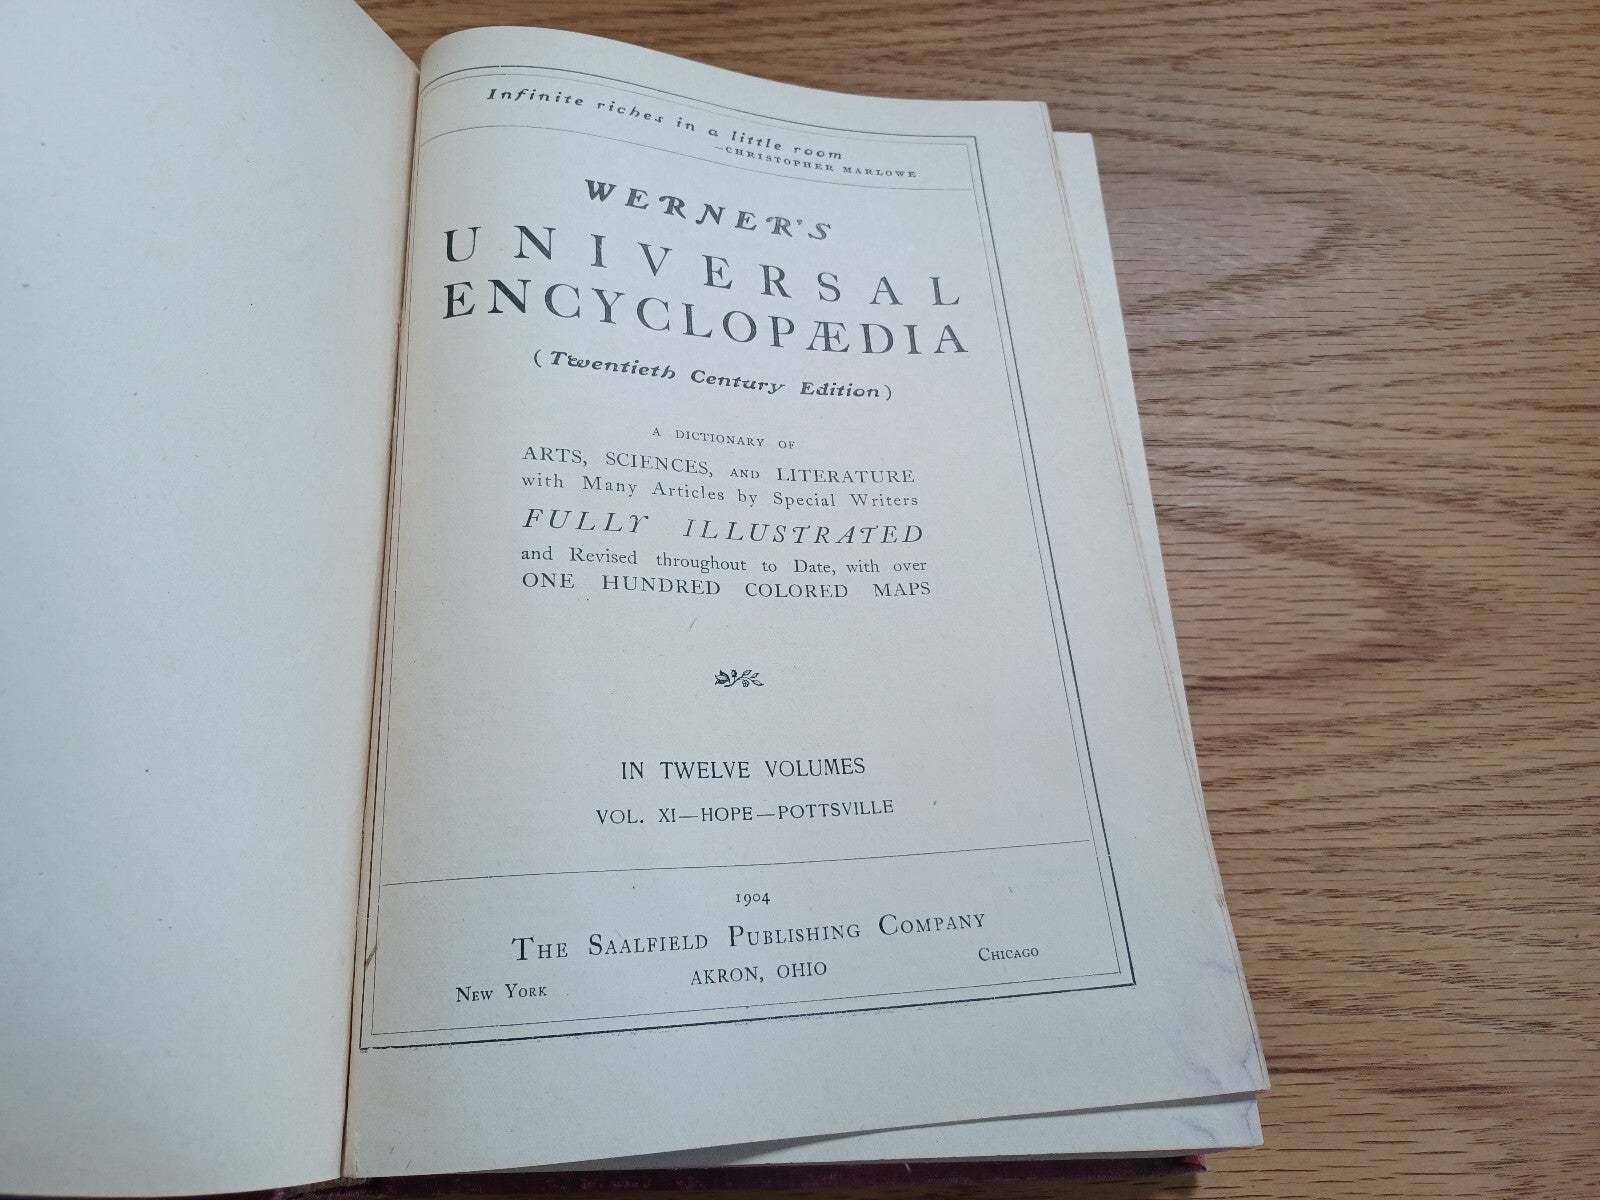 Infinite riches in a little room
—CHRISTOPHER MARLOWE
WERNER'S
UNIVERSAL
ENCYCLOPÆDIA
(Twentieth Century Edition)
A DICTIONARY OF
ARTS, SCIENCES, AND LITERATURE
with Many Articles by Special Writers
FULLY ILLUSTRATED
and Revised throughout to Date, with over
ONE HUNDRED COLORED MAPS
IN TWELVE VOLUMES
VOL. XI—HOPE—POTTSVILLE
1904
THE SAALFIELD PUBLISHING COMPANY
NEW YORK AKRON, OHIO CHICAGO